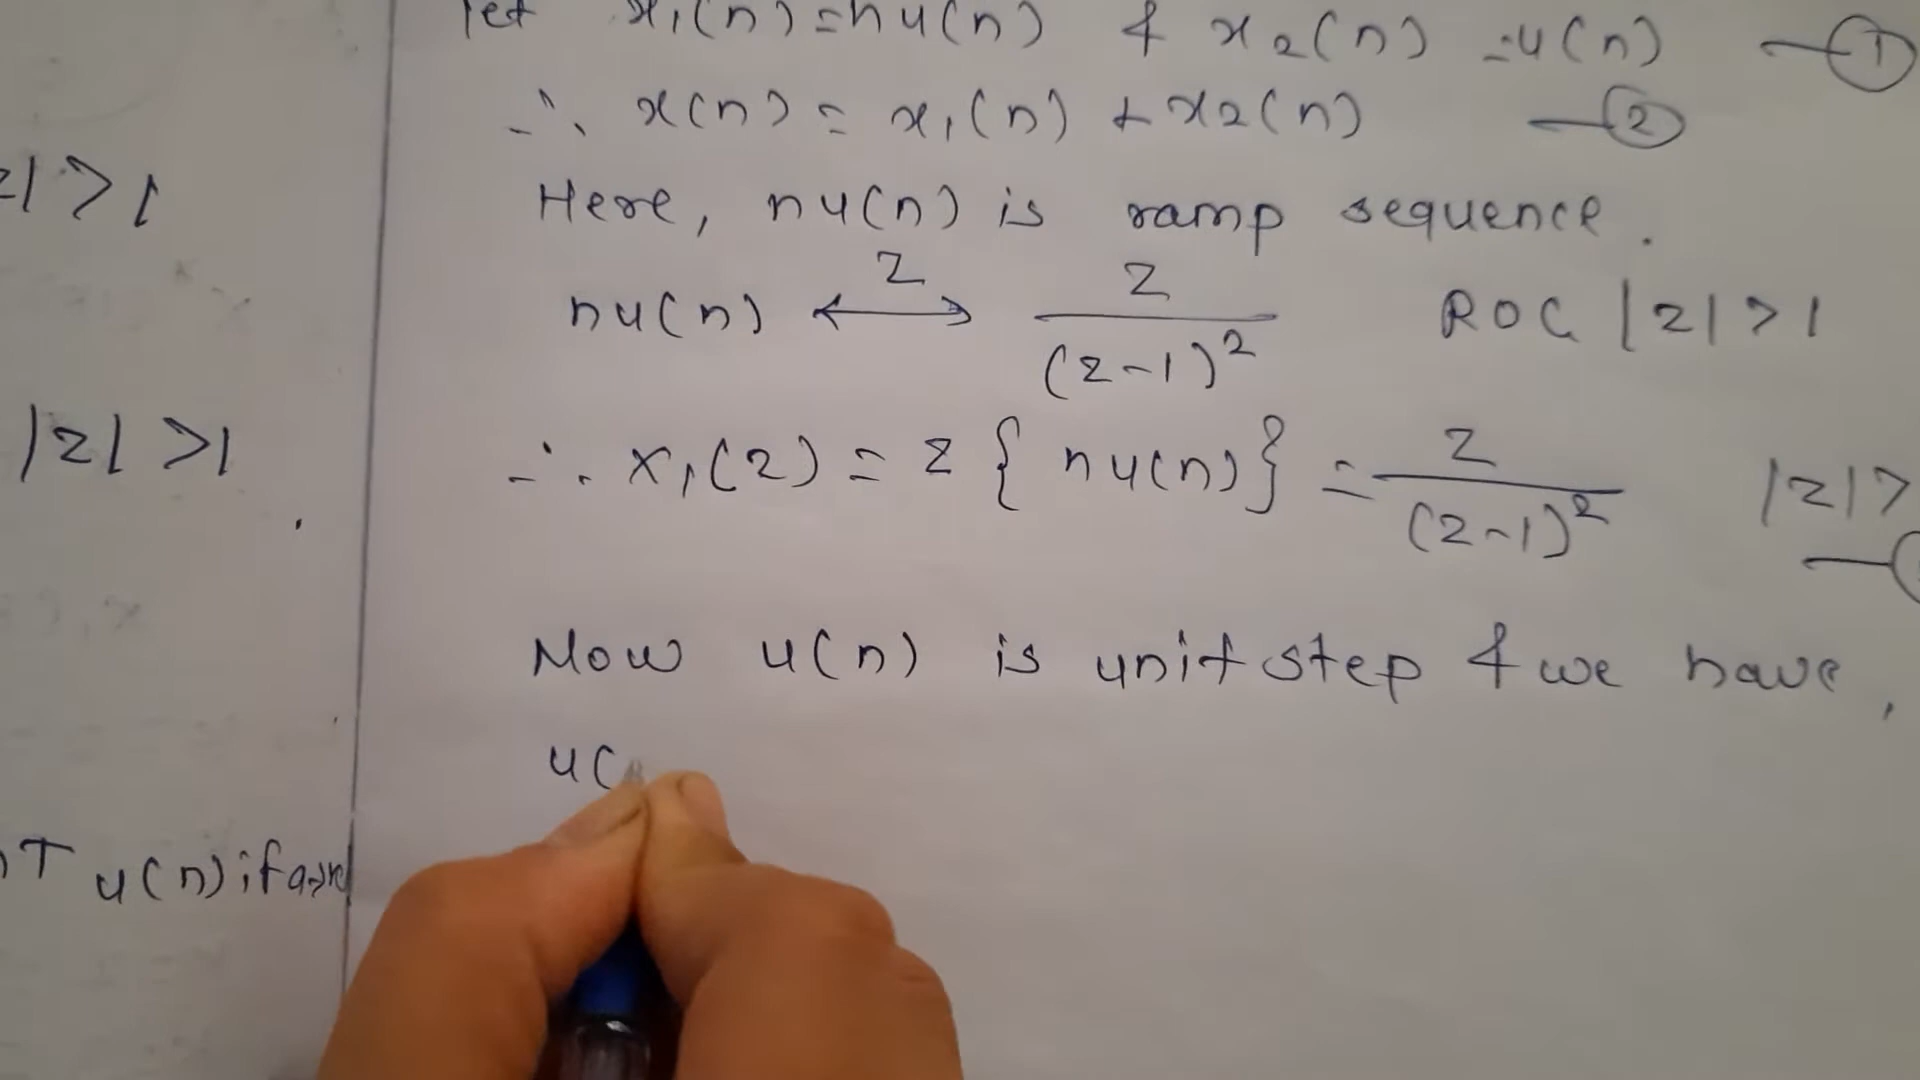 let x₁(n) = nu(n) & x₂(n) = u(n) —①
∴ x(n) = x₁(n) + x₂(n) —②
Here, nu(n) is ramp sequence.
nu(n) ⟷ᶻ z/(z-1)² ROC |z| > 1
∴ X₁(z) = z { nu(n)} = z/(z-1)² |z| >
Now u(n) is unit step & we have,
u(
z| > 1
|z| > 1
T u(n) if